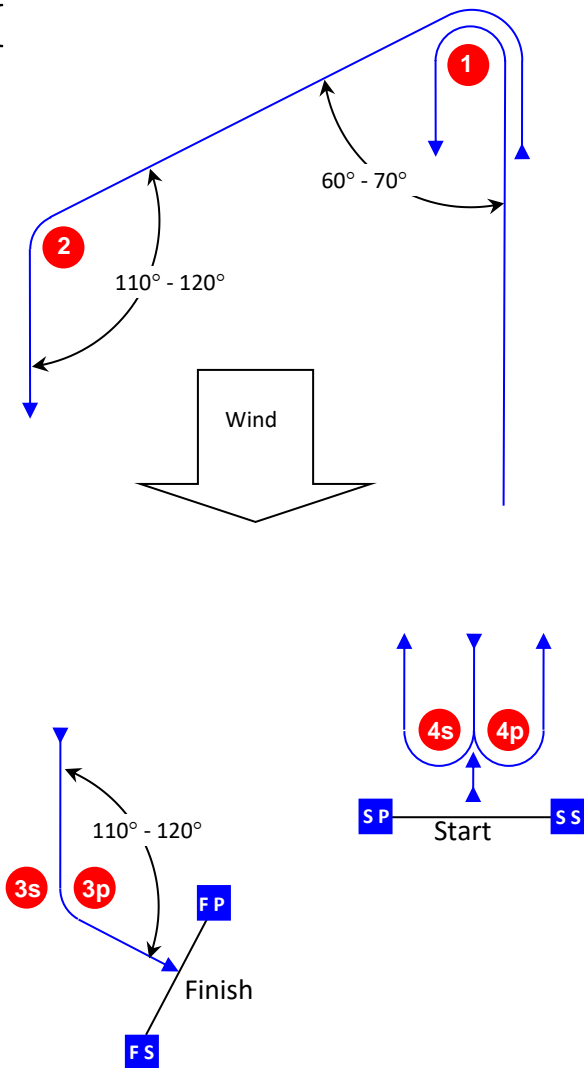 1
60° - 70°
2
110° - 120°
Wind
4s 4p
S P S S
Start
110° - 120°
3s 3p
F P
Finish
F S